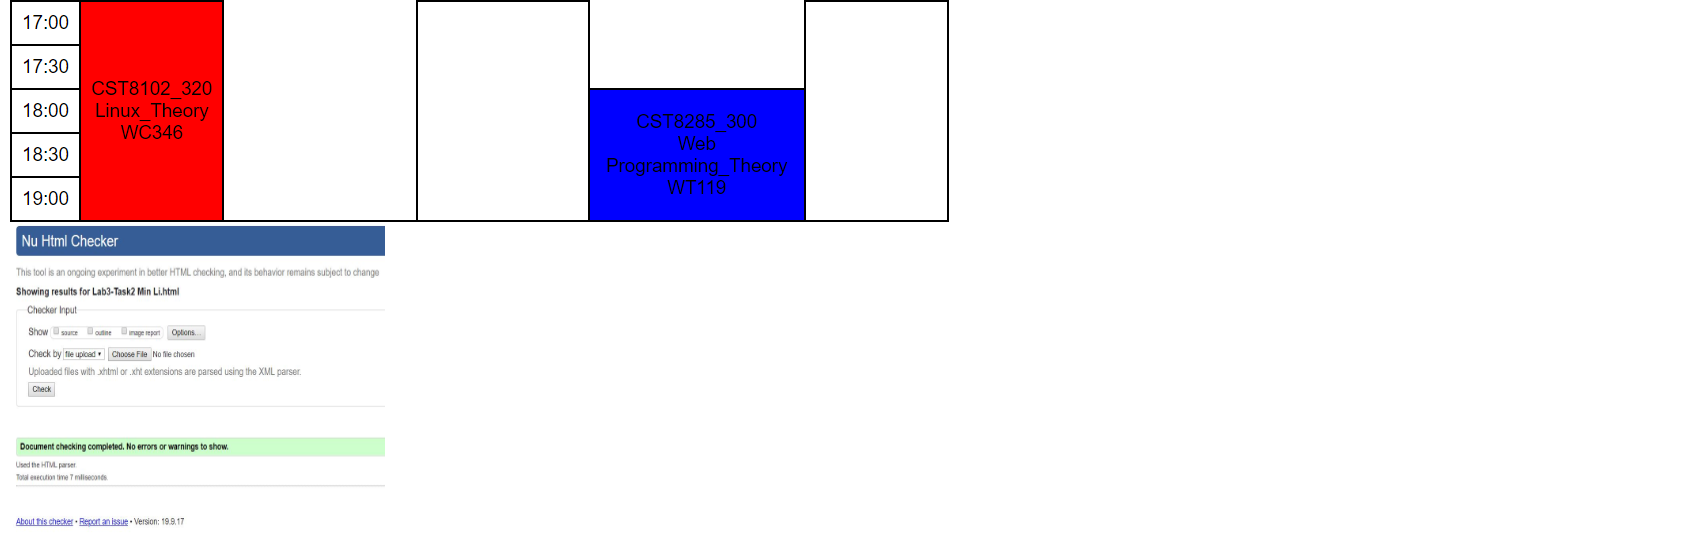 17:00
17:30
18:00
18:30
19:00
CST8102_320
Linux_Theory
WC346
CST8285_300
Web
Programming_Theory
WT119
Nu Html Checker
This tool is an ongoing experiment in better HTML checking, and its behavior remains subject to change
Showing results for Lab3-Task2 Min Li.html
Checker Input
Show source outline image report Options...
Check by file upload Choose File No file chosen
Uploaded files with .xhtml or .xht extensions are parsed using the XML parser.
Check
Document checking completed. No errors or warnings to show.
Used the HTML parser.
Total execution time 7 milliseconds.
About this checker • Report an issue • Version: 19.9.17